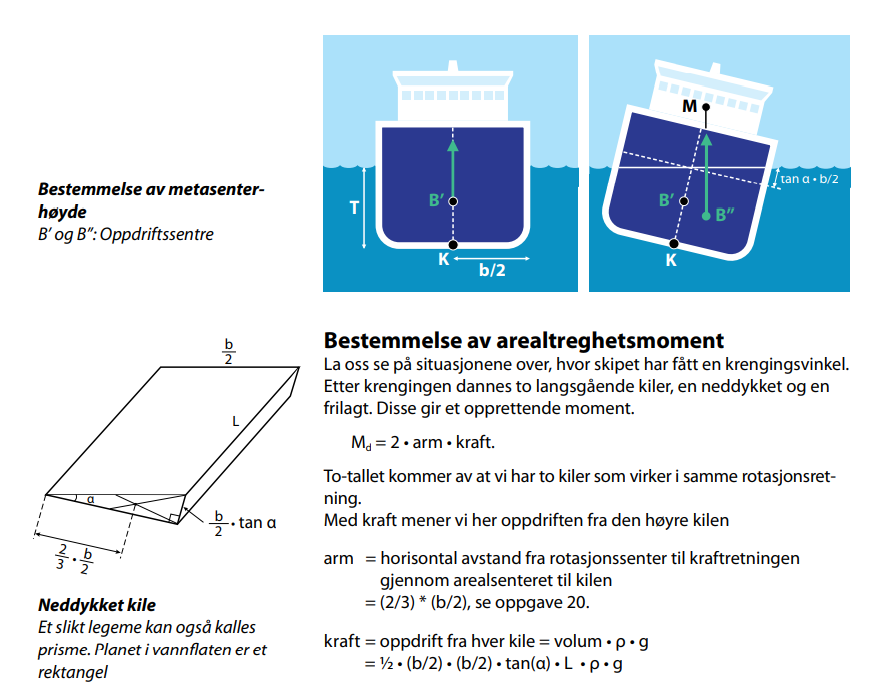 Bestemmelse av metasenter-
høyde
B’ og B”: Oppdriftssentre
T
B’
K
b/2
M
tan α • b/2
B’
B”
K
b
2
L
α
b
2
• tan α
2
3
•
b
2
Neddykket kile
Et slikt legeme kan også kalles
prisme. Planet i vannflaten er et
rektangel
Bestemmelse av arealtreghetsmoment
La oss se på situasjonene over, hvor skipet har fått en krengingsvinkel.
Etter krengingen dannes to langsgående kiler, en neddykket og en
frilagt. Disse gir et opprettende moment.
Md = 2 • arm • kraft.
To-tallet kommer av at vi har to kiler som virker i samme rotasjonsret-
ning.
Med kraft mener vi her oppdriften fra den høyre kilen
arm = horisontal avstand fra rotasjonssenter til kraftretningen
gjennom arealsenteret til kilen
= (2/3) * (b/2), se oppgave 20.
kraft = oppdrift fra hver kile = volum • ρ • g
= ½ • (b/2) • (b/2) • tan(α) • L • ρ • g